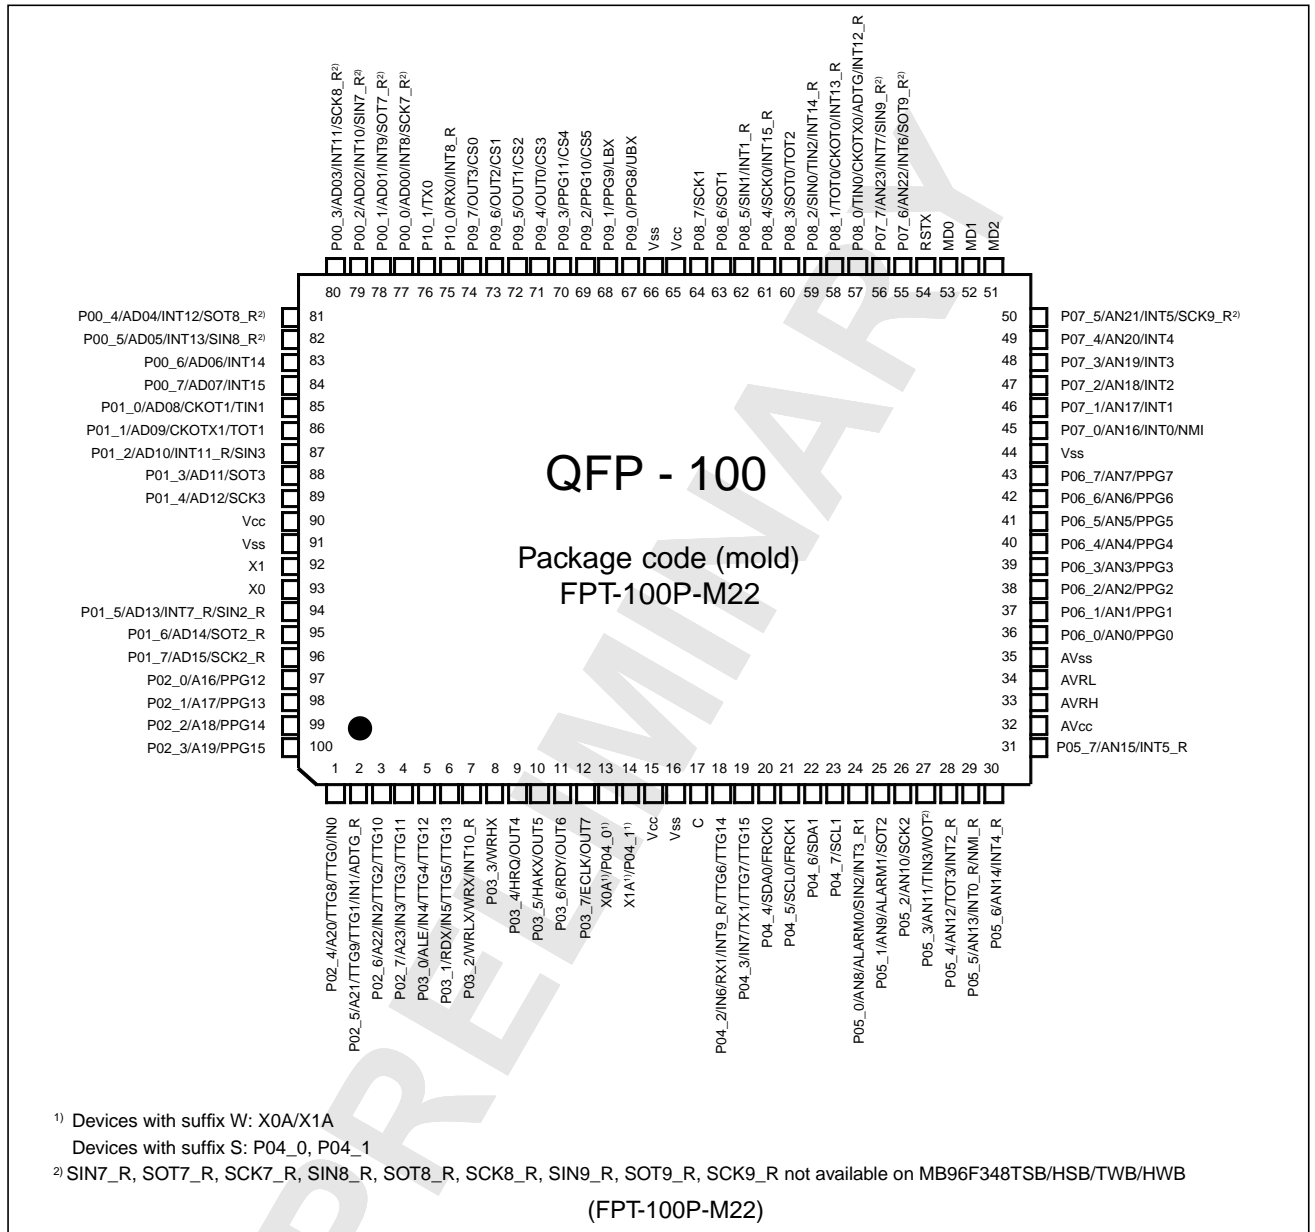 P00_3/AD03/INT11/SCK8_R2)
P00_2/AD02/INT10/SIN7_R2)
P00_1/AD01/INT9/SOT7_R2)
P00_0/AD00/INT8/SCK7_R2)
P10_1/TX0
P10_0/RX0/INT8_R
P09_7/OUT3/CS0
P09_6/OUT2/CS1
P09_5/OUT1/CS2
P09_4/OUT0/CS3
P09_3/PPG11/CS4
P09_2/PPG10/CS5
P09_1/PPG9/LBX
P09_0/PPG8/UBX
Vss
Vcc
P08_7/SCK1
P08_6/SOT1
P08_5/SIN1/INT1_R
P08_4/SCK0/INT15_R
P08_3/SOT0/TOT2
P08_2/SIN0/TIN2/INT14_R
P08_1/TOT0/CKOT0/INT13_R
P08_0/TIN0/CKOTX0/ADTG/INT12_R
P07_7/AN23/INT7/SIN9_R2)
P07_6/AN22/INT6/SOT9_R2)
RSTX
MD0
MD1
MD2
80 79 78 77 76 75 74 73 72 71 70 69 68 67 66 65 64 63 62 61 60 59 58 57 56 55 54 53 52 51
P00_4/AD04/INT12/SOT8_R2) 81
P00_5/AD05/INT13/SIN8_R2) 82
P00_6/AD06/INT14 83
P00_7/AD07/INT15 84
P01_0/AD08/CKOT1/TIN1 85
P01_1/AD09/CKOTX1/TOT1 86
P01_2/AD10/INT11_R/SIN3 87
P01_3/AD11/SOT3 88
P01_4/AD12/SCK3 89
Vcc 90
Vss 91
X1 92
X0 93
P01_5/AD13/INT7_R/SIN2_R 94
P01_6/AD14/SOT2_R 95
P01_7/AD15/SCK2_R 96
P02_0/A16/PPG12 97
P02_1/A17/PPG13 98
P02_2/A18/PPG14 99
P02_3/A19/PPG15 100
QFP - 100
Package code (mold)
FPT-100P-M22
50 P07_5/AN21/INT5/SCK9_R2)
49 P07_4/AN20/INT4
48 P07_3/AN19/INT3
47 P07_2/AN18/INT2
46 P07_1/AN17/INT1
45 P07_0/AN16/INT0/NMI
44 Vss
43 P06_7/AN7/PPG7
42 P06_6/AN6/PPG6
41 P06_5/AN5/PPG5
40 P06_4/AN4/PPG4
39 P06_3/AN3/PPG3
38 P06_2/AN2/PPG2
37 P06_1/AN1/PPG1
36 P06_0/AN0/PPG0
35 AVss
34 AVRL
33 AVRH
32 AVcc
31 P05_7/AN15/INT5_R
1 2 3 4 5 6 7 8 9 10 11 12 13 14 15 16 17 18 19 20 21 22 23 24 25 26 27 28 29 30
P02_4/A20/TTG8/TTG0/IN0
P02_5/A21/TTG9/TTG1/IN1/ADTG_R
P02_6/A22/IN2/TTG2/TTG10
P02_7/A23/IN3/TTG3/TTG11
P03_0/ALE/IN4/TTG4/TTG12
P03_1/RDX/IN5/TTG5/TTG13
P03_2/WRLX/WRX/INT10_R
P03_3/WRHX
P03_4/HRQ/OUT4
P03_5/HAKX/OUT5
P03_6/RDY/OUT6
P03_7/ECLK/OUT7
X0A1)/P04_01)
X1A1)/P04_11)
Vcc
Vss
C
P04_2/IN6/RX1/INT9_R/TTG6/TTG14
P04_3/IN7/TX1/TTG7/TTG15
P04_4/SDA0/FRCK0
P04_5/SCL0/FRCK1
P04_6/SDA1
P04_7/SCL1
P05_0/AN8/ALARM0/SIN2/INT3_R1
P05_1/AN9/ALARM1/SOT2
P05_2/AN10/SCK2
P05_3/AN11/TIN3/WOT2)
P05_4/AN12/TOT3/INT2_R
P05_5/AN13/INT0_R/NMI_R
P05_6/AN14/INT4_R
PRELIMINARY
1) Devices with suffix W: X0A/X1A
Devices with suffix S: P04_0, P04_1
2) SIN7_R, SOT7_R, SCK7_R, SIN8_R, SOT8_R, SCK8_R, SIN9_R, SOT9_R, SCK9_R not available on MB96F348TSB/HSB/TWB/HWB
(FPT-100P-M22)